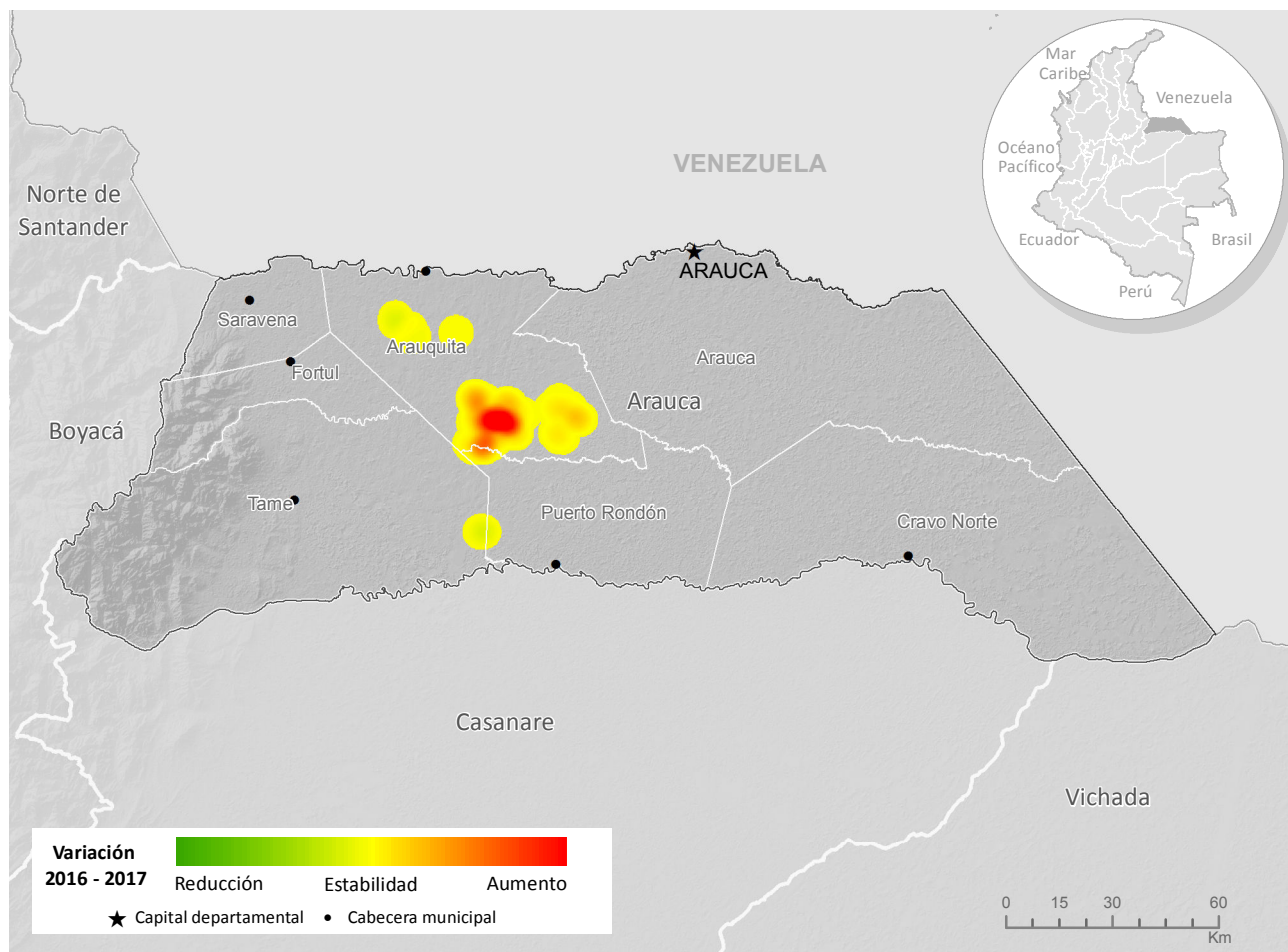 Mar
Caribe
Venezuela
Océano
Pacífico
Ecuador
Brasil
Perú
VENEZUELA
Norte de
Santander
ARAUCA
Saravena
Arauquita
Arauca
Fortul
Arauca
Boyacá
Tame
Puerto Rondón
Cravo Norte
Casanare
Vichada
Variación
2016 - 2017
Reducción Estabilidad Aumento
Capital departamental Cabecera municipal
0 15 30 60
Km